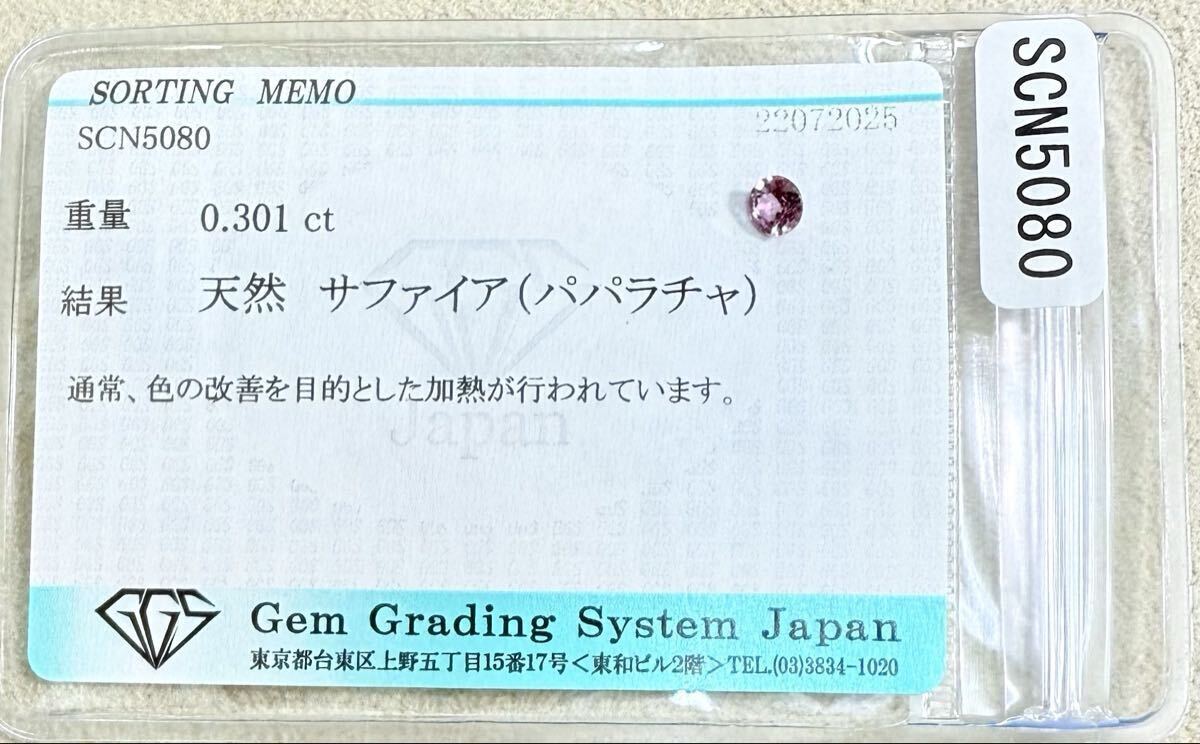 SORTING MEMO
SCN5080
22072025
重量 0.301 ct
結果 天然 サファイア(パパラチャ)
通常、色の改善を目的とした加熱が行われています。
Japan
GGS
Gem Grading System Japan
東京都台東区上野五丁目15番17号<東和ビル2階>TEL.(03)3834-1020
SCN5080